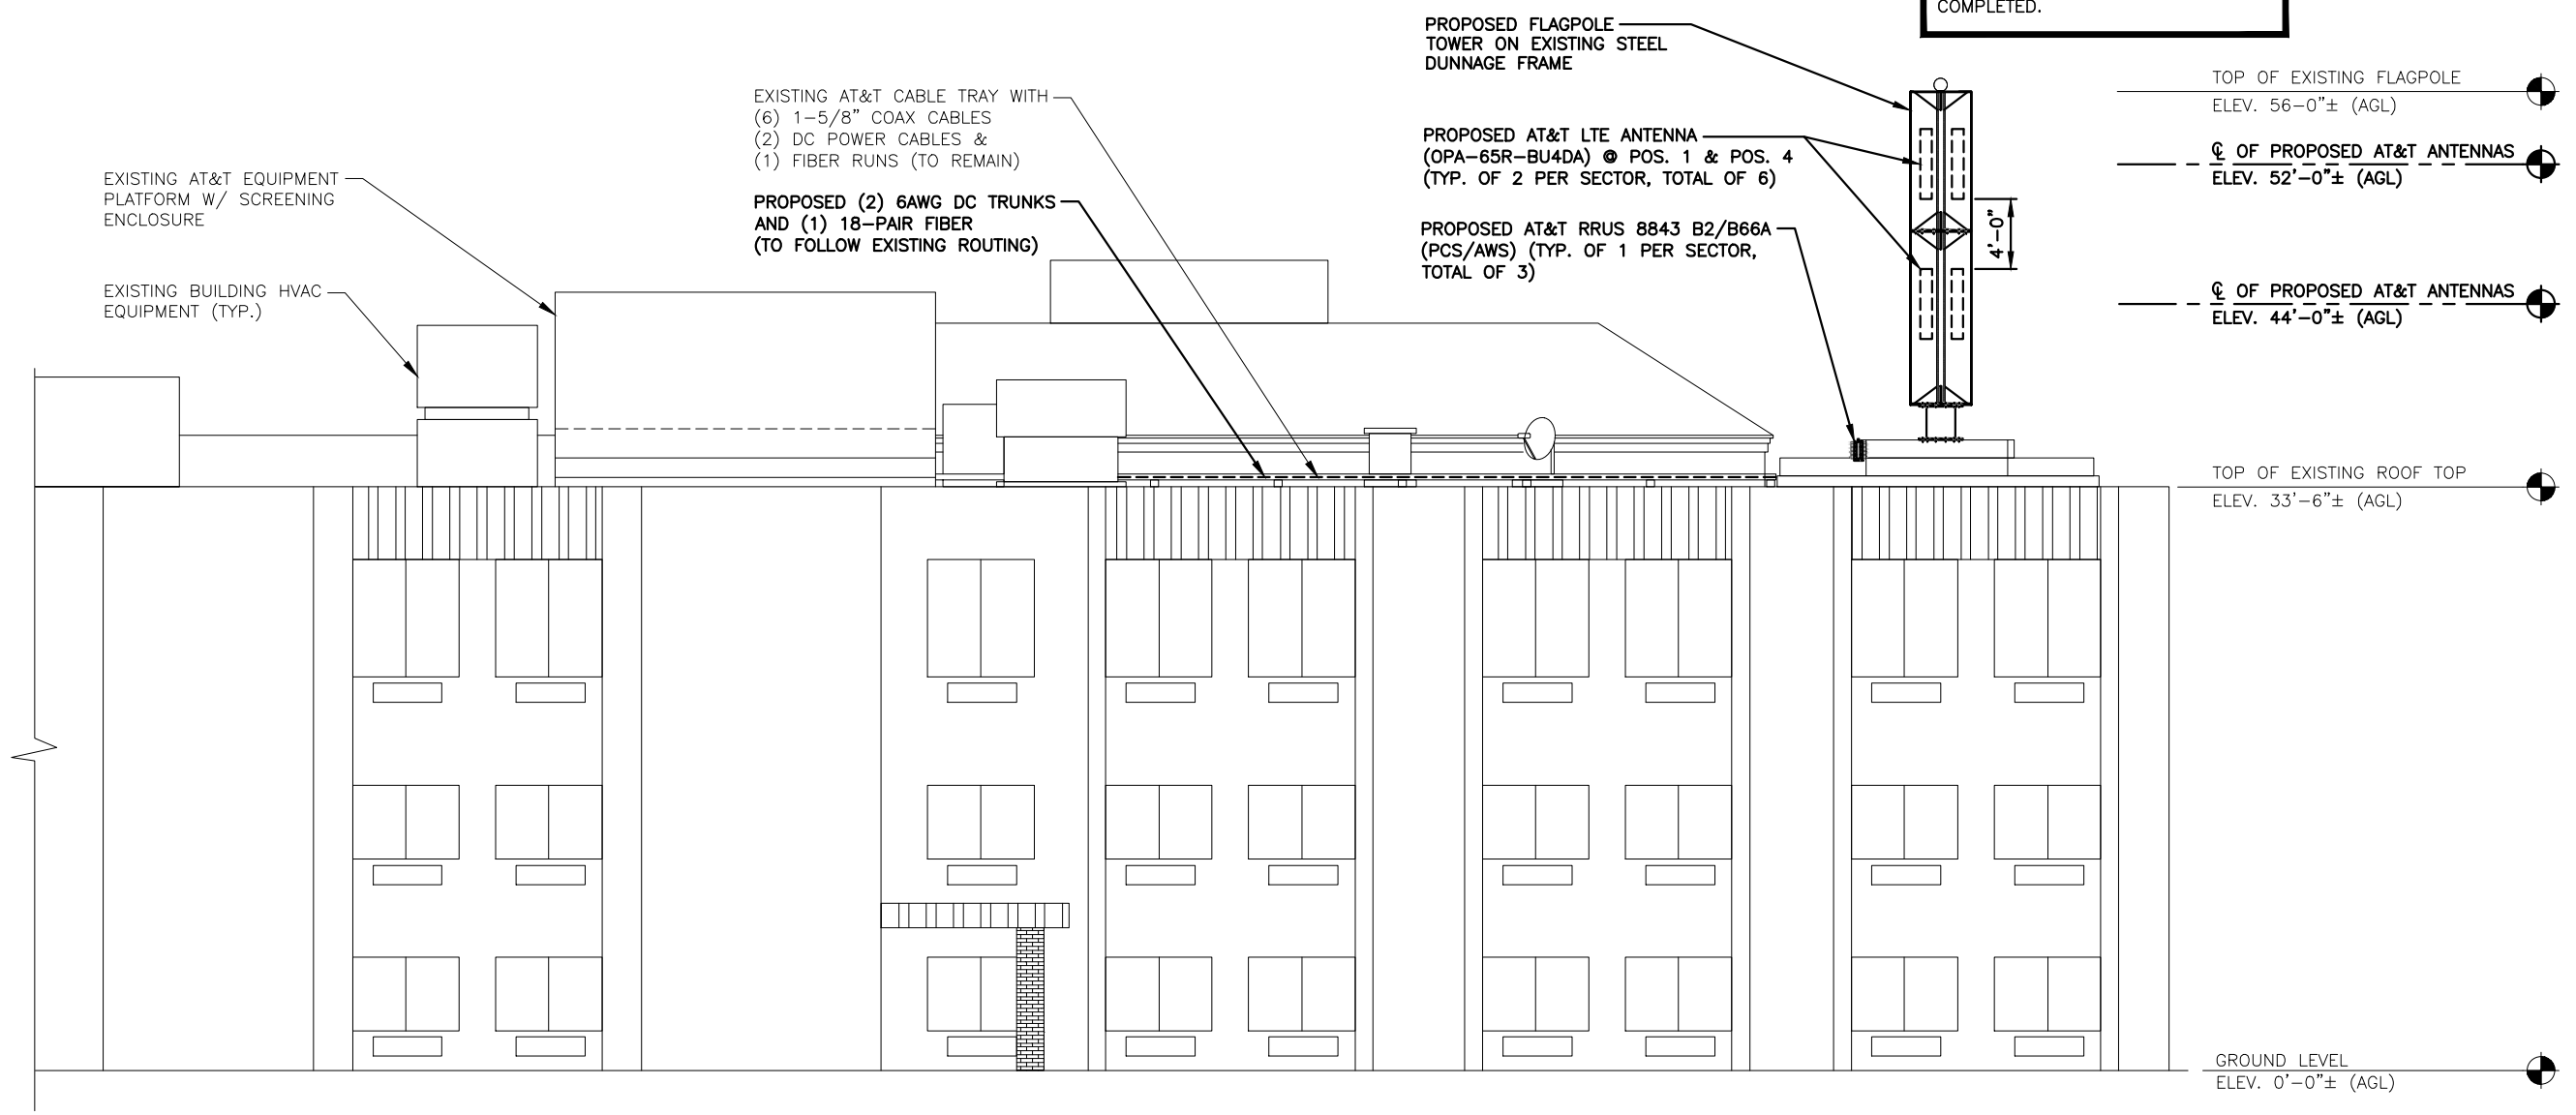 COMPLETED.
PROPOSED FLAGPOLE
TOWER ON EXISTING STEEL
DUNNAGE FRAME
TOP OF EXISTING FLAGPOLE
ELEV. 56-0"± (AGL)
EXISTING AT&T CABLE TRAY WITH
(6) 1-5/8" COAX CABLES
(2) DC POWER CABLES &
(1) FIBER RUNS (TO REMAIN)
PROPOSED AT&T LTE ANTENNA
(OPA-65R-BU4DA) @ POS. 1 & POS. 4
(TYP. OF 2 PER SECTOR, TOTAL OF 6)
℄ OF PROPOSED AT&T ANTENNAS
ELEV. 52'-0"± (AGL)
EXISTING AT&T EQUIPMENT
PLATFORM W/ SCREENING
ENCLOSURE
PROPOSED (2) 6AWG DC TRUNKS
AND (1) 18-PAIR FIBER
(TO FOLLOW EXISTING ROUTING)
PROPOSED AT&T RRUS 8843 B2/B66A
(PCS/AWS) (TYP. OF 1 PER SECTOR,
TOTAL OF 3)
4'-0"
EXISTING BUILDING HVAC
EQUIPMENT (TYP.)
℄ OF PROPOSED AT&T ANTENNAS
ELEV. 44'-0"± (AGL)
TOP OF EXISTING ROOF TOP
ELEV. 33'-6"± (AGL)
GROUND LEVEL
ELEV. 0'-0"± (AGL)